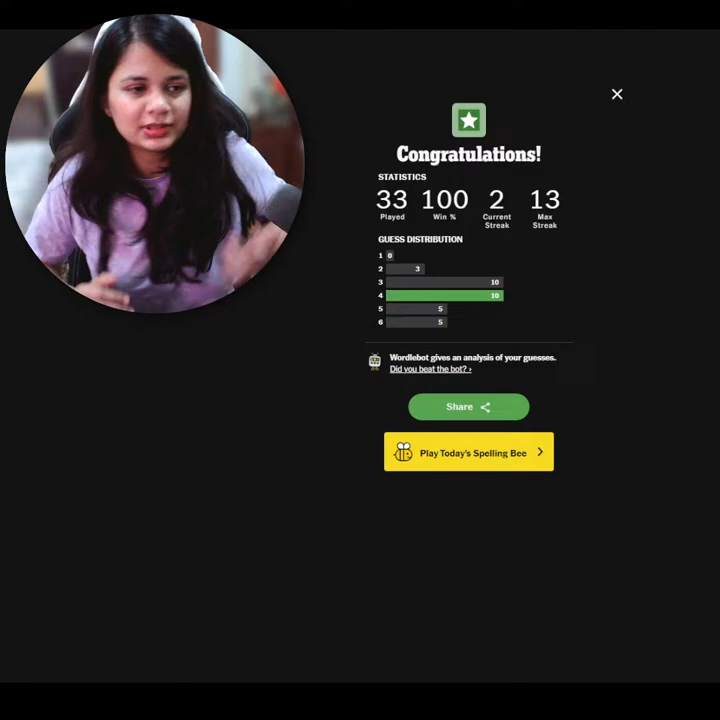 Congratulations!
STATISTICS
33 100 2 13
Played Win % Current Streak Max Streak
GUESS DISTRIBUTION
1 0
2 3
3 10
4 10
5 5
6 5
Wordlebot gives an analysis of your guesses.
Did you beat the bot? ›
Share
Play Today's Spelling Bee